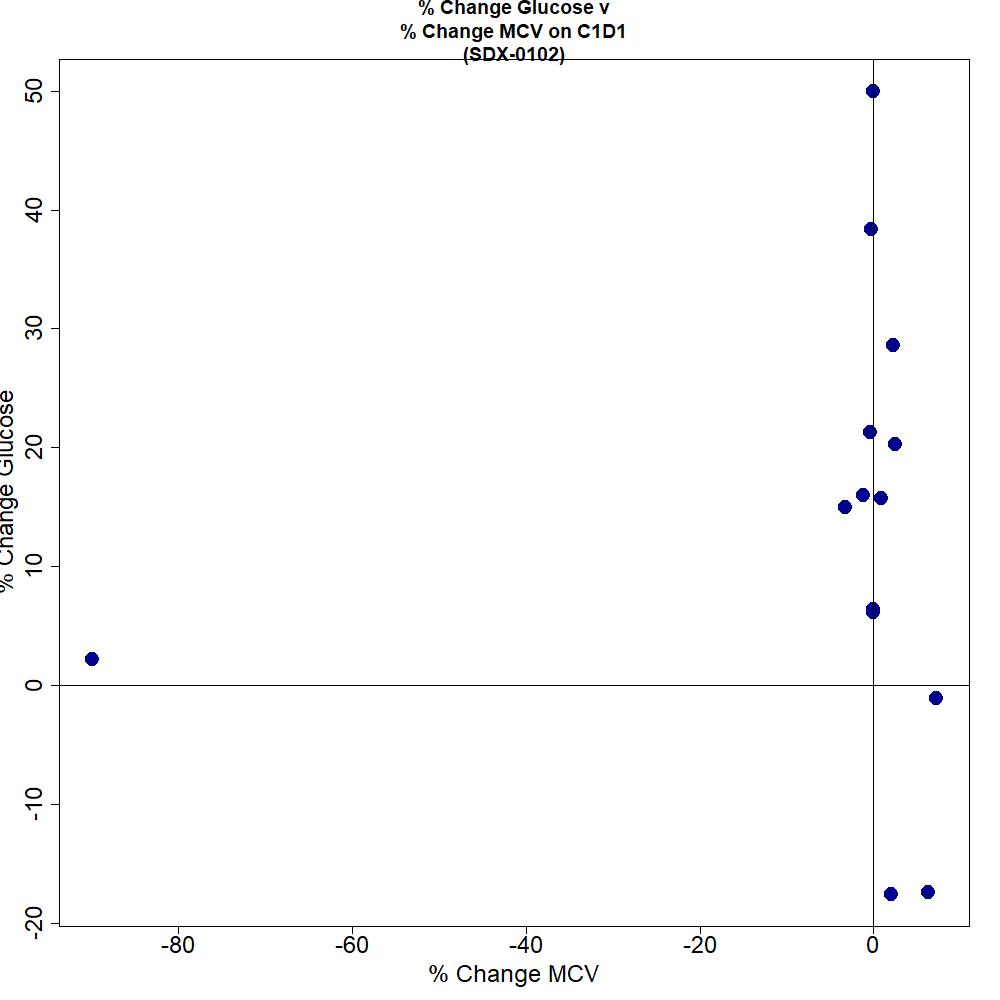 % Change Glucose v
% Change MCV on C1D1
(SDX-0102)
50
40
30
20
10
0
-10
-20
% Change Glucose
-80 -60 -40 -20 0
% Change MCV